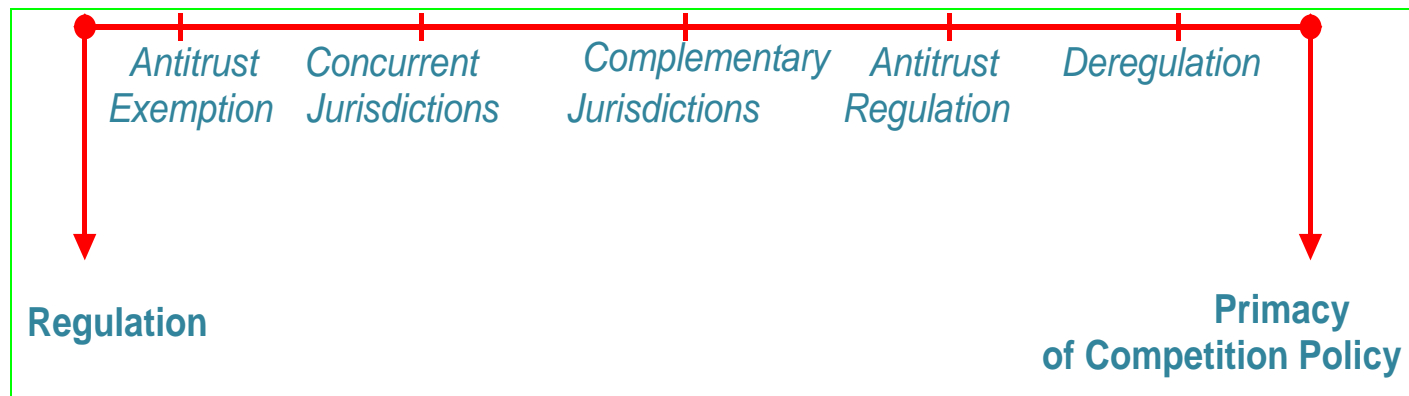 Antitrust
Exemption
Concurrent
Jurisdictions
Complementary
Jurisdictions
Antitrust
Regulation
Deregulation
Regulation
Primacy
of Competition Policy